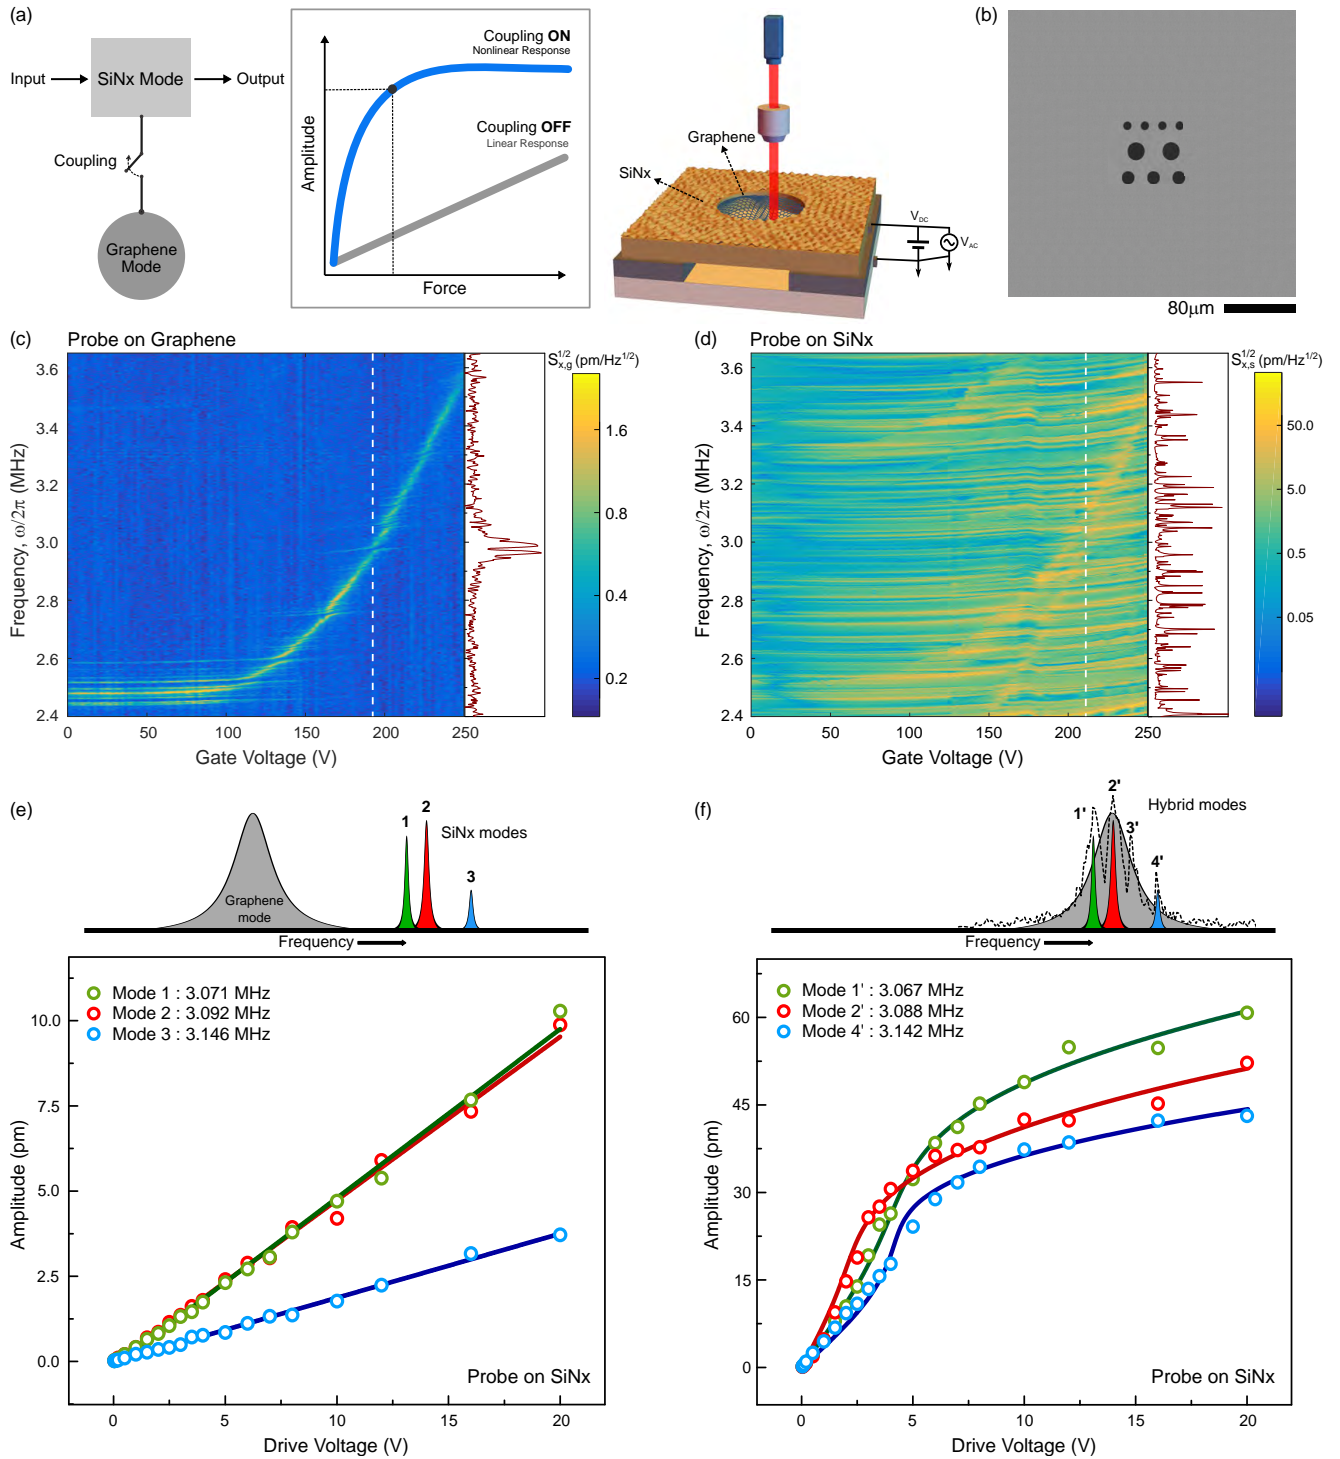 (a)
Input
SiNx Mode
Output
Coupling
Graphene
Mode
Amplitude
Coupling ON
Nonlinear Response
Coupling OFF
Linear Response
Force
Graphene
SiNx
V_DC
V_AC
(b)
80μm
(c) Probe on Graphene
S_{x,g}^{1/2} (pm/Hz^{1/2})
Frequency, ω/2π (MHz)
3.6
3.4
3.2
3.0
2.8
2.6
2.4
0 50 100 150 200 250
Gate Voltage (V)
1.6
0.8
0.4
0.2
(d) Probe on SiNx
S_{x,s}^{1/2} (pm/Hz^{1/2})
Frequency, ω/2π (MHz)
3.6
3.4
3.2
3.0
2.8
2.6
2.4
0 50 100 150 200 250
Gate Voltage (V)
50.0
5.0
0.5
0.05
(e)
Graphene
mode
1
2
3
SiNx modes
Frequency
Mode 1 : 3.071 MHz
Mode 2 : 3.092 MHz
Mode 3 : 3.146 MHz
Amplitude (pm)
10.0
7.5
5.0
2.5
0.0
Probe on SiNx
0 5 10 15 20
Drive Voltage (V)
(f)
1'
2'
3'
4'
Hybrid modes
Frequency
Mode 1' : 3.067 MHz
Mode 2' : 3.088 MHz
Mode 4' : 3.142 MHz
Amplitude (pm)
60
45
30
15
0
Probe on SiNx
0 5 10 15 20
Drive Voltage (V)